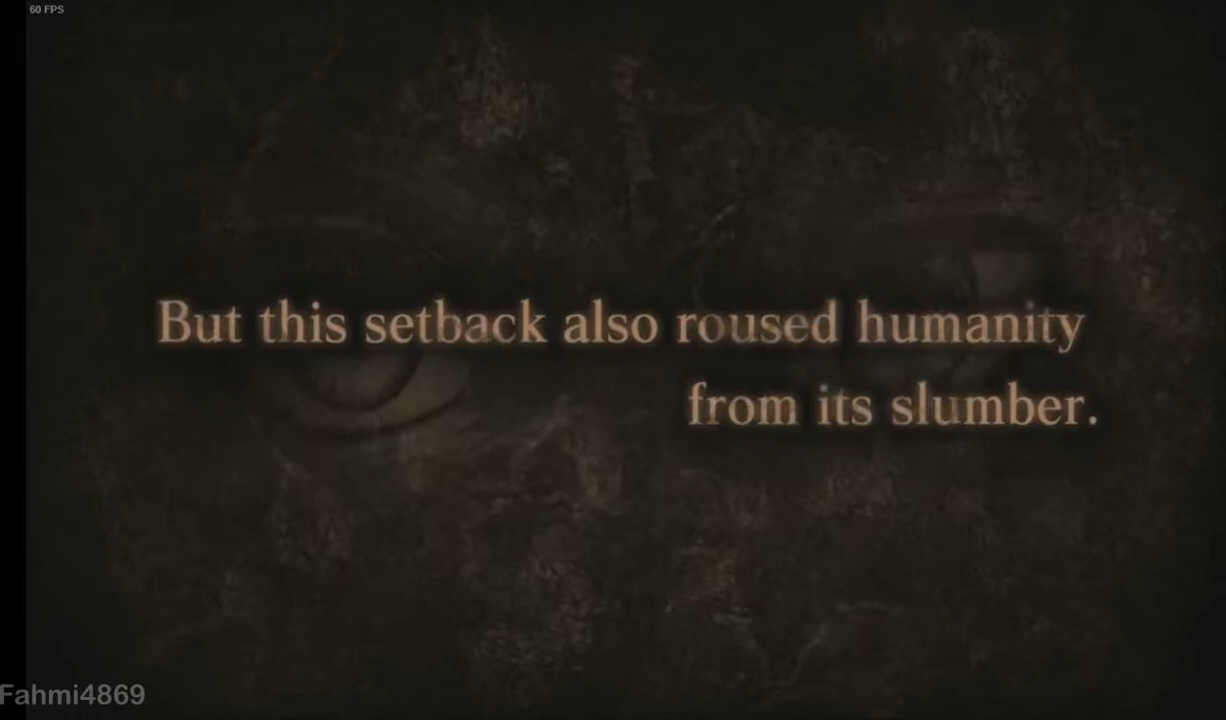 60 FPS
But this setback also roused humanity
from its slumber.
Fahmi4869